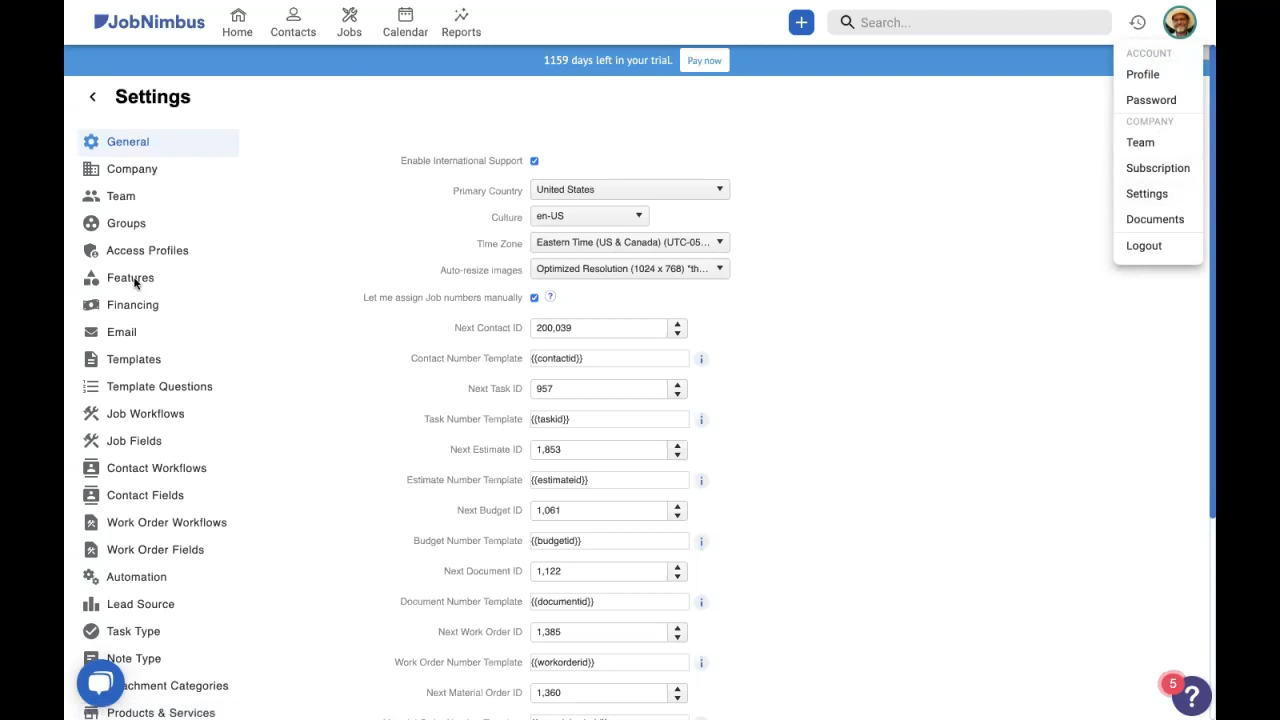 JobNimbus
Home
Contacts
Jobs
Calendar
Reports
+
Search...
1159 days left in your trial.
Pay now
ACCOUNT
Profile
Password
COMPANY
Team
Subscription
Settings
Documents
Logout
Settings
General
Company
Team
Groups
Access Profiles
Features
Financing
Email
Templates
Template Questions
Job Workflows
Job Fields
Contact Workflows
Contact Fields
Work Order Workflows
Work Order Fields
Automation
Lead Source
Task Type
Note Type
tachment Categories
Products & Services
Enable International Support
Primary Country United States
Culture en-US
Time Zone Eastern Time (US & Canada) (UTC-05...
Auto-resize images Optimized Resolution (1024 x 768) *th...
Let me assign Job numbers manually ?
Next Contact ID 200,039
Contact Number Template {{contactid}} i
Next Task ID 957
Task Number Template {{taskid}} i
Next Estimate ID 1,853
Estimate Number Template {{estimateid}} i
Next Budget ID 1,061
Budget Number Template {{budgetid}} i
Next Document ID 1,122
Document Number Template {{documentid}} i
Next Work Order ID 1,385
Work Order Number Template {{workorderid}} i
Next Material Order ID 1,360
5
?